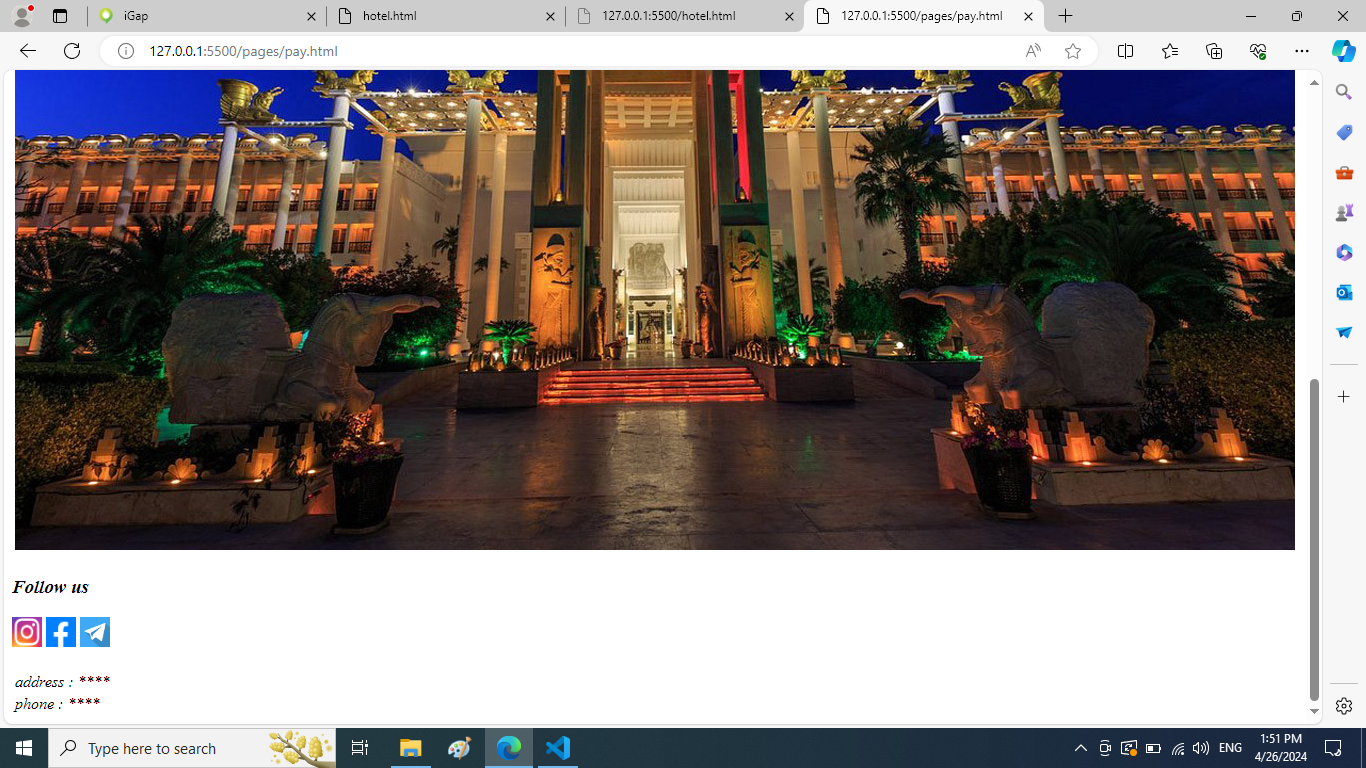 iGap
hotel.html
127.0.0.1:5500/hotel.html
127.0.0.1:5500/pages/pay.html
127.0.0.1:5500/pages/pay.html
Follow us
address : ****
phone : ****
Type here to search
ENG
1:51 PM
4/26/2024